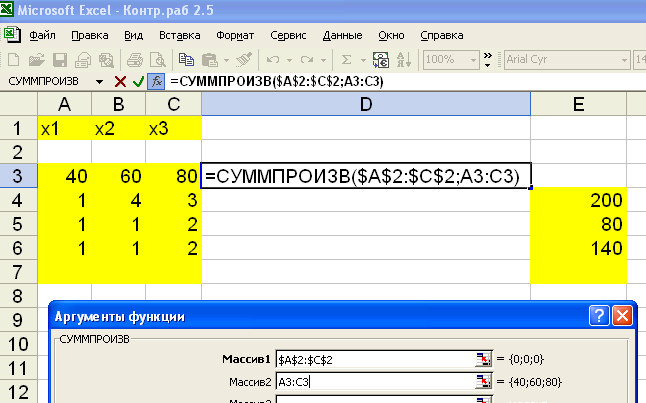 Microsoft Excel - Контр.раб 2.5
Файл Правка Вид Вставка Формат Сервис Данные Окно Справка
100% Arial Cyr 14
СУММПРОИЗВ =СУММПРОИЗВ($A$2:$C$2;A3:C3)
A B C D E
1 x1 x2 x3
2
3 40 60 80 =СУММПРОИЗВ($A$2:$C$2;A3:C3)
4 1 4 3 200
5 1 1 2 80
6 1 1 2 140
7
8
9 Аргументы функции
10 СУММПРОИЗВ
11 Массив1 $A$2:$C$2 = {0;0;0}
12 Массив2 A3:C3 = {40;60;80}